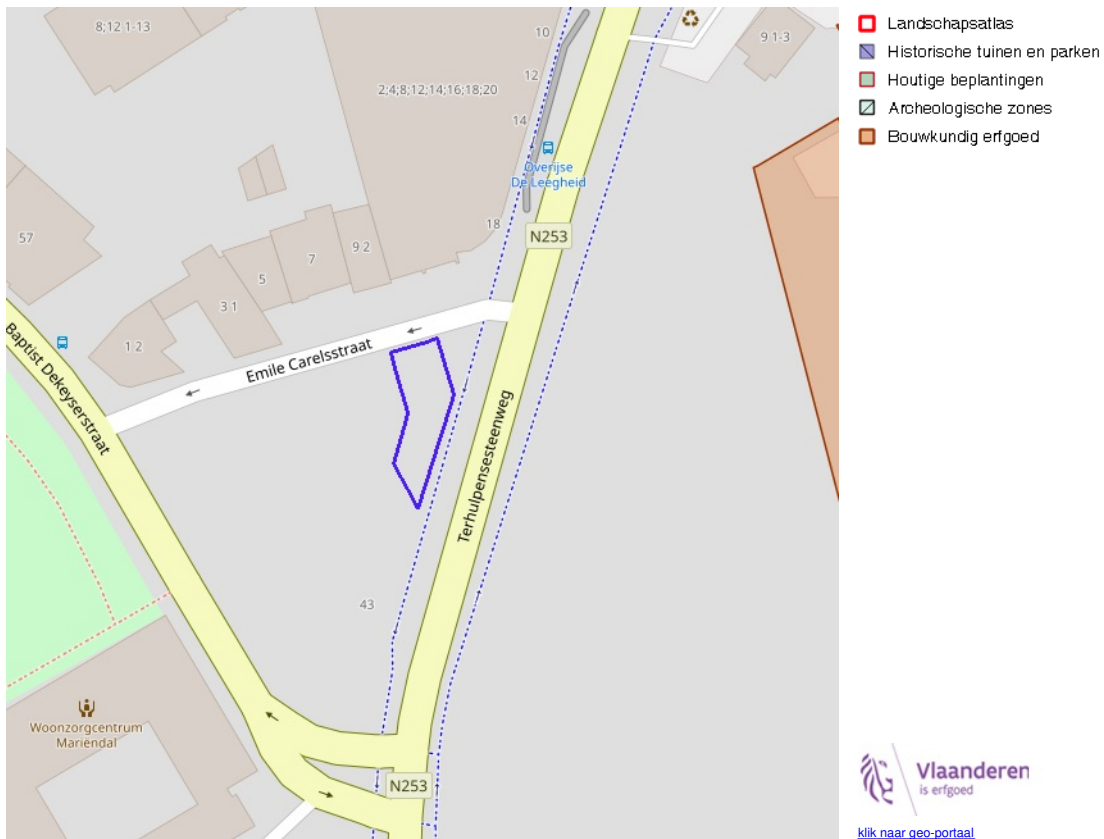 8;12 1-13
10
9 1-3
12
2;4;8;12;14;16;18;20
14
Overijse
De Leegheid
18
N253
57
9 2
7
5
3 1
1 2
Emile Carelsstraat
Baptist Dekeyserstraat
Terhulpensesteenweg
43
Woonzorgcentrum
Mariëndal
N253
Landschapsatlas
Historische tuinen en parken
Houtige beplantingen
Archeologische zones
Bouwkundig erfgoed
Vlaanderen
is erfgoed
klik naar geo-portaal